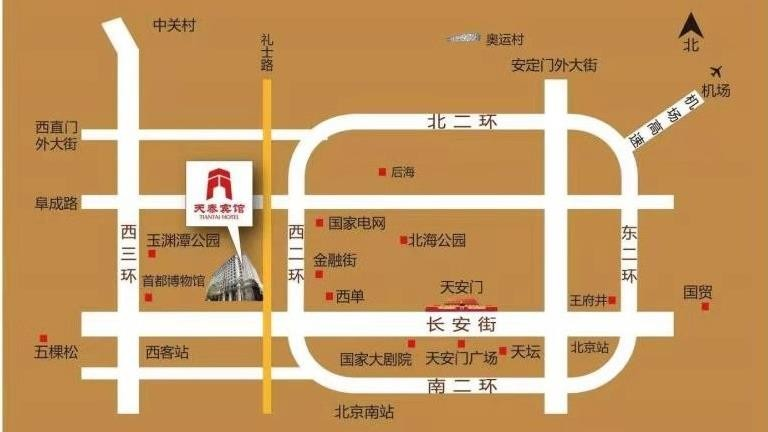 中关村
礼士路
奥运村
北
安定门外大街
机场
机场高速
西直门
外大街
北二环
后海
天泰宾馆
TIANTAI HOTEL
阜成路
西三环
玉渊潭公园
西二环
国家电网
北海公园
东二环
金融街
首都博物馆
天安门
西单
王府井
国贸
长安街
五棵松
西客站
国家大剧院
天安门广场
天坛
北京站
南二环
北京南站